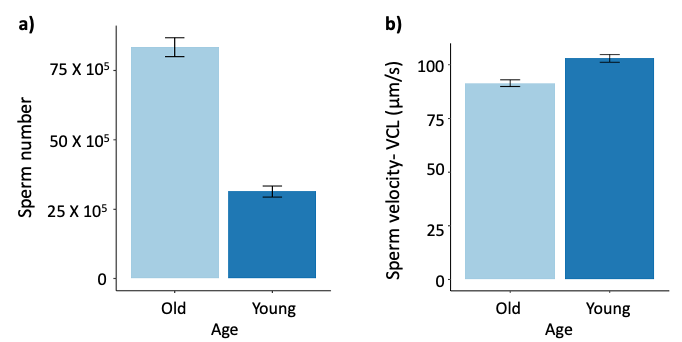 a)
Sperm number
75 X 10⁵
50 X 10⁵
25 X 10⁵
0
Old Young
Age
b)
Sperm velocity- VCL (µm/s)
100
75
50
25
0
Old Young
Age